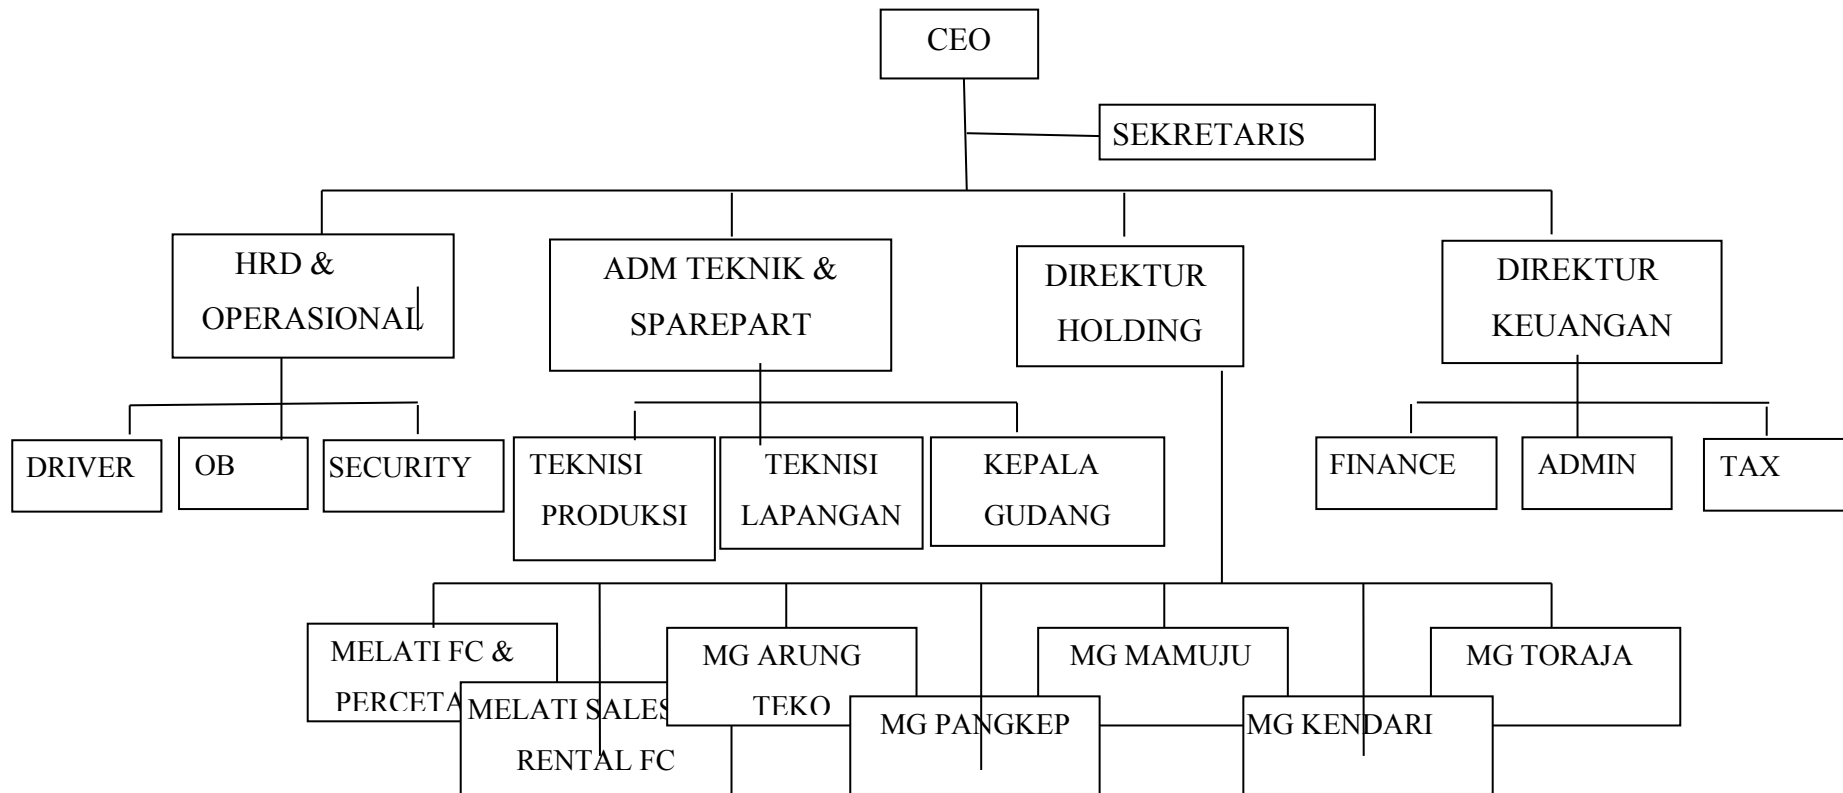 CEO
SEKRETARIS
HRD &
OPERASIONAL
ADM TEKNIK &
SPAREPART
DIREKTUR
HOLDING
DIREKTUR
KEUANGAN
DRIVER
OB
SECURITY
TEKNISI
PRODUKSI
TEKNISI
LAPANGAN
KEPALA
GUDANG
FINANCE
ADMIN
TAX
MELATI FC &
PERCETA
MELATI SALES
RENTAL FC
MG ARUNG
TEKO
MG PANGKEP
MG MAMUJU
MG KENDARI
MG TORAJA